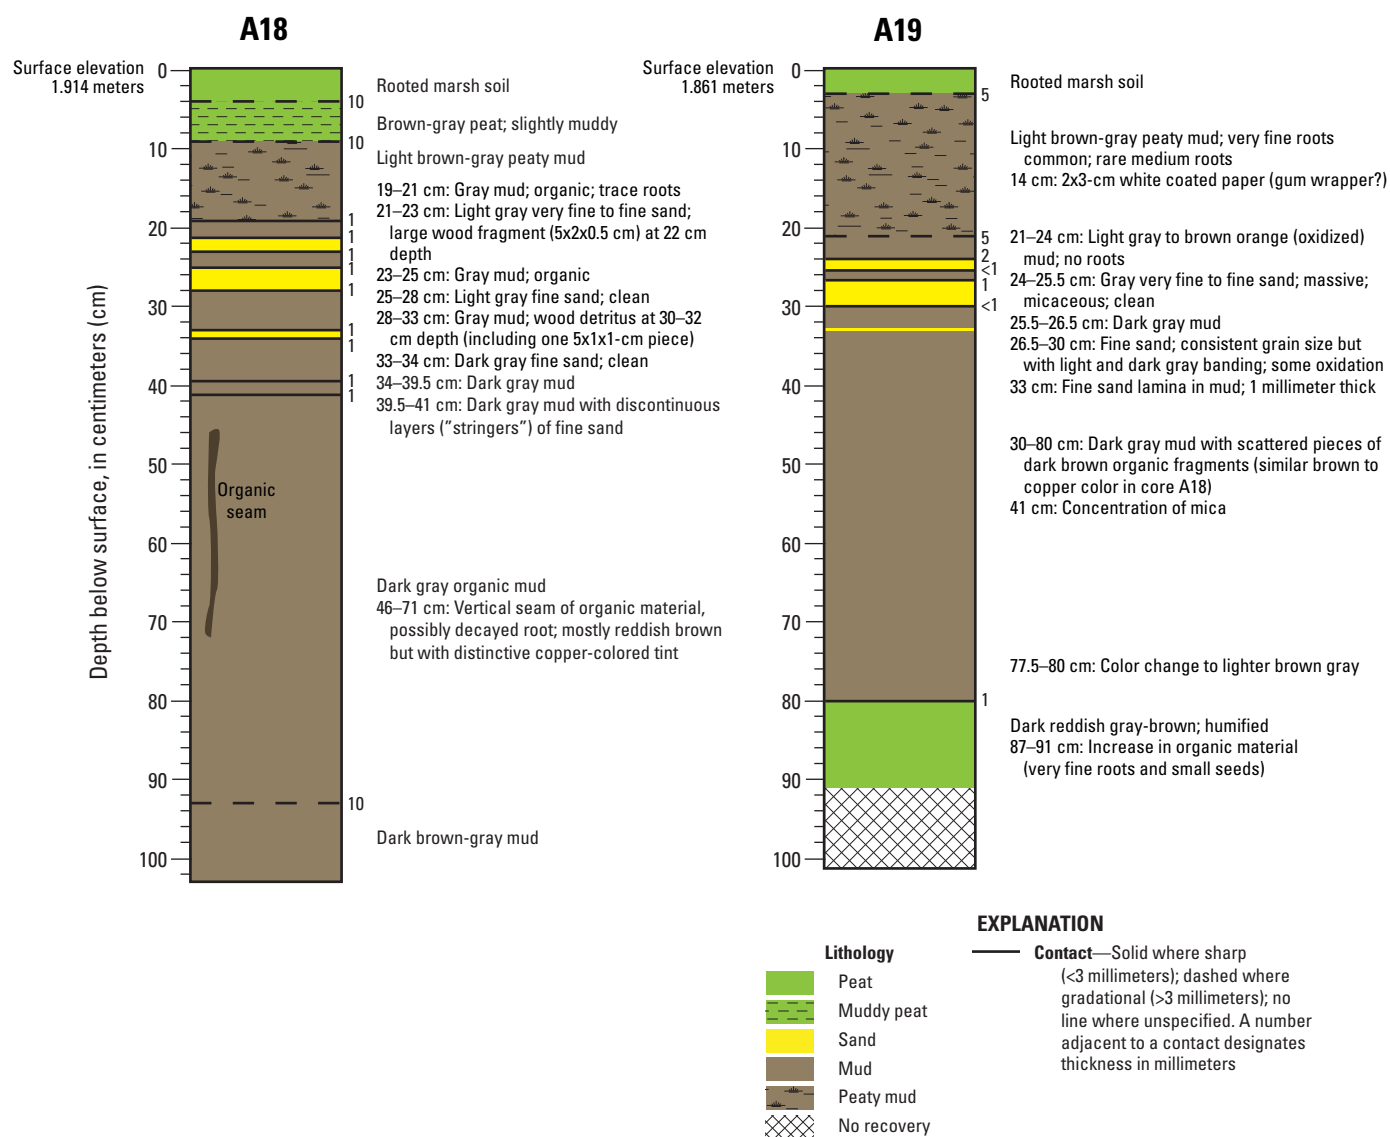 A18
Surface elevation
1.914 meters
Depth below surface, in centimeters (cm)
0
10
20
30
40
50
60
70
80
90
100
10
10
1
1
1
1
1
1
1
1
1
10
Organic
seam
Rooted marsh soil
Brown-gray peat; slightly muddy
Light brown-gray peaty mud
19–21 cm: Gray mud; organic; trace roots
21–23 cm: Light gray very fine to fine sand;
large wood fragment (5x2x0.5 cm) at 22 cm
depth
23–25 cm: Gray mud; organic
25–28 cm: Light gray fine sand; clean
28–33 cm: Gray mud; wood detritus at 30–32
cm depth (including one 5x1x1-cm piece)
33–34 cm: Dark gray fine sand; clean
34–39.5 cm: Dark gray mud
39.5–41 cm: Dark gray mud with discontinuous
layers (”stringers”) of fine sand
Dark gray organic mud
46–71 cm: Vertical seam of organic material,
possibly decayed root; mostly reddish brown
but with distinctive copper-colored tint
Dark brown-gray mud
A19
Surface elevation
1.861 meters
0
10
20
30
40
50
60
70
80
90
100
5
5
2
<1
1
<1
1
Rooted marsh soil
Light brown-gray peaty mud; very fine roots
common; rare medium roots
14 cm: 2x3-cm white coated paper (gum wrapper?)
21–24 cm: Light gray to brown orange (oxidized)
mud; no roots
24–25.5 cm: Gray very fine to fine sand; massive;
micaceous; clean
25.5–26.5 cm: Dark gray mud
26.5–30 cm: Fine sand; consistent grain size but
with light and dark gray banding; some oxidation
33 cm: Fine sand lamina in mud; 1 millimeter thick
30–80 cm: Dark gray mud with scattered pieces of
dark brown organic fragments (similar brown to
copper color in core A18)
41 cm: Concentration of mica
77.5–80 cm: Color change to lighter brown gray
Dark reddish gray-brown; humified
87–91 cm: Increase in organic material
(very fine roots and small seeds)
EXPLANATION
Lithology
Peat
Muddy peat
Sand
Mud
Peaty mud
No recovery
Contact—Solid where sharp
(<3 millimeters); dashed where
gradational (>3 millimeters); no
line where unspecified. A number
adjacent to a contact designates
thickness in millimeters